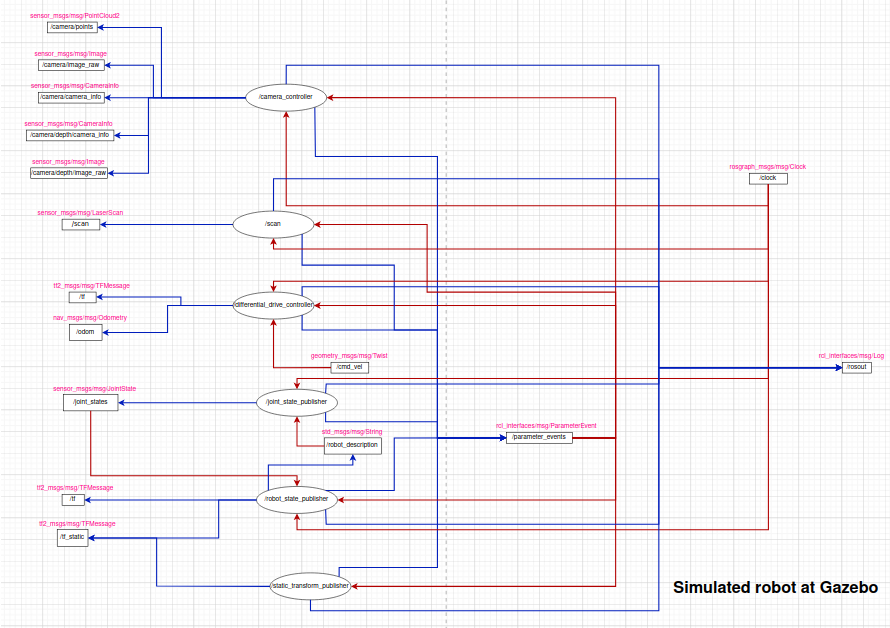 sensor_msgs/msg/PointCloud2
/camera/points
sensor_msgs/msg/Image
/camera/image_raw
sensor_msgs/msg/CameraInfo
/camera/camera_info
/camera_controller
sensor_msgs/msg/CameraInfo
/camera/depth/camera_info
sensor_msgs/msg/Image
/camera/depth/image_raw
rosgraph_msgs/msg/Clock
/clock
sensor_msgs/msg/LaserScan
/scan
/scan
tf2_msgs/msg/TFMessage
/tf
/differential_drive_controller
nav_msgs/msg/Odometry
/odom
geometry_msgs/msg/Twist
/cmd_vel
rcl_interfaces/msg/Log
/rosout
sensor_msgs/msg/JointState
/joint_states
/joint_state_publisher
std_msgs/msg/String
/robot_description
rcl_interfaces/msg/ParameterEvent
/parameter_events
tf2_msgs/msg/TFMessage
/tf
/robot_state_publisher
tf2_msgs/msg/TFMessage
/tf_static
/static_transform_publisher
Simulated robot at Gazebo